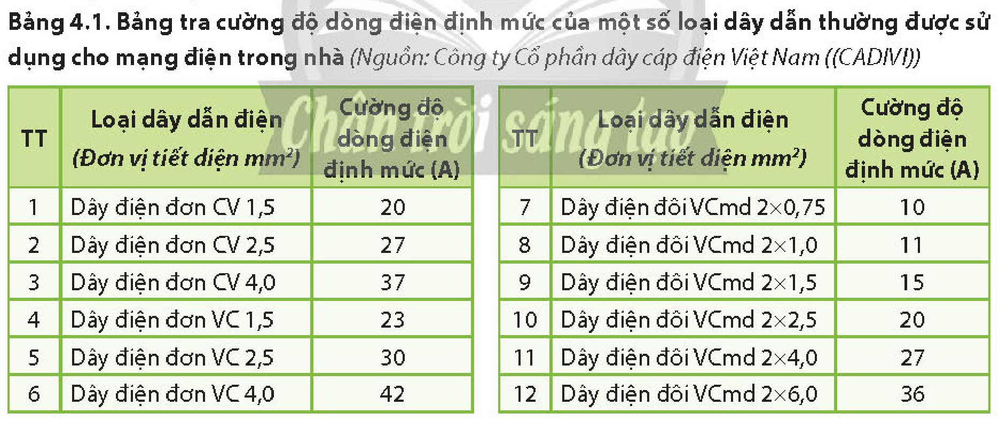 Bảng 4.1. Bảng tra cường độ dòng điện định mức của một số loại dây dẫn thường được sử
dụng cho mạng điện trong nhà (Nguồn: Công ty Cổ phần dây cáp điện Việt Nam ((CADIVI))
Chân trời sáng tạo
TT Loại dây dẫn điện (Đơn vị tiết diện mm²) Cường độ dòng điện định mức (A)
1 Dây điện đơn CV 1,5 20
2 Dây điện đơn CV 2,5 27
3 Dây điện đơn CV 4,0 37
4 Dây điện đơn VC 1,5 23
5 Dây điện đơn VC 2,5 30
6 Dây điện đơn VC 4,0 42
TT Loại dây dẫn điện (Đơn vị tiết diện mm²) Cường độ dòng điện định mức (A)
7 Dây điện đôi VCmd 2×0,75 10
8 Dây điện đôi VCmd 2×1,0 11
9 Dây điện đôi VCmd 2×1,5 15
10 Dây điện đôi VCmd 2×2,5 20
11 Dây điện đôi VCmd 2×4,0 27
12 Dây điện đôi VCmd 2×6,0 36